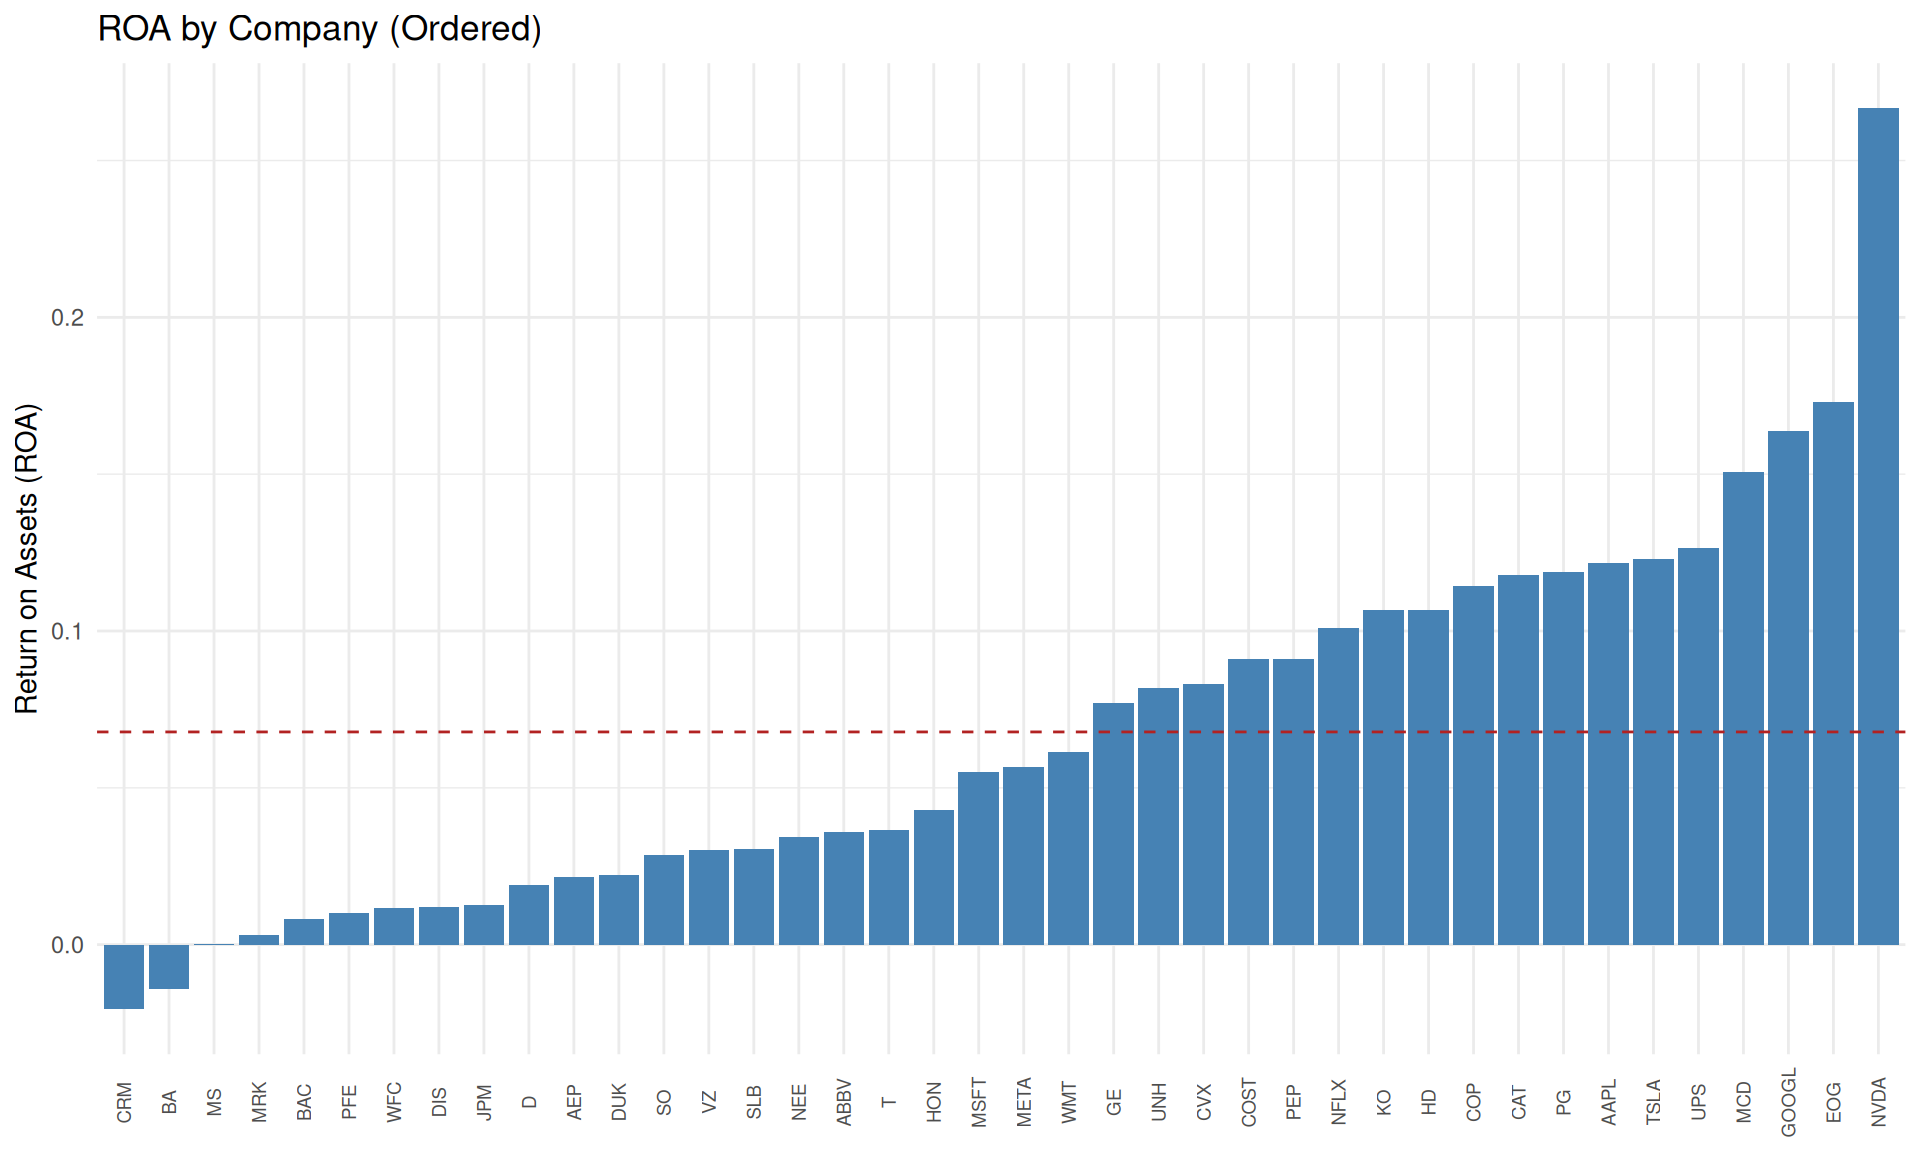 ROA by Company (Ordered)
Return on Assets (ROA)
0.2
0.1
0.0
CRM
BA
MS
MRK
BAC
PFE
WFC
DIS
JPM
D
AEP
DUK
SO
VZ
SLB
NEE
ABBV
T
HON
MSFT
META
WMT
GE
UNH
CVX
COST
PEP
NFLX
KO
HD
COP
CAT
PG
AAPL
TSLA
UPS
MCD
GOOGL
EOG
NVDA